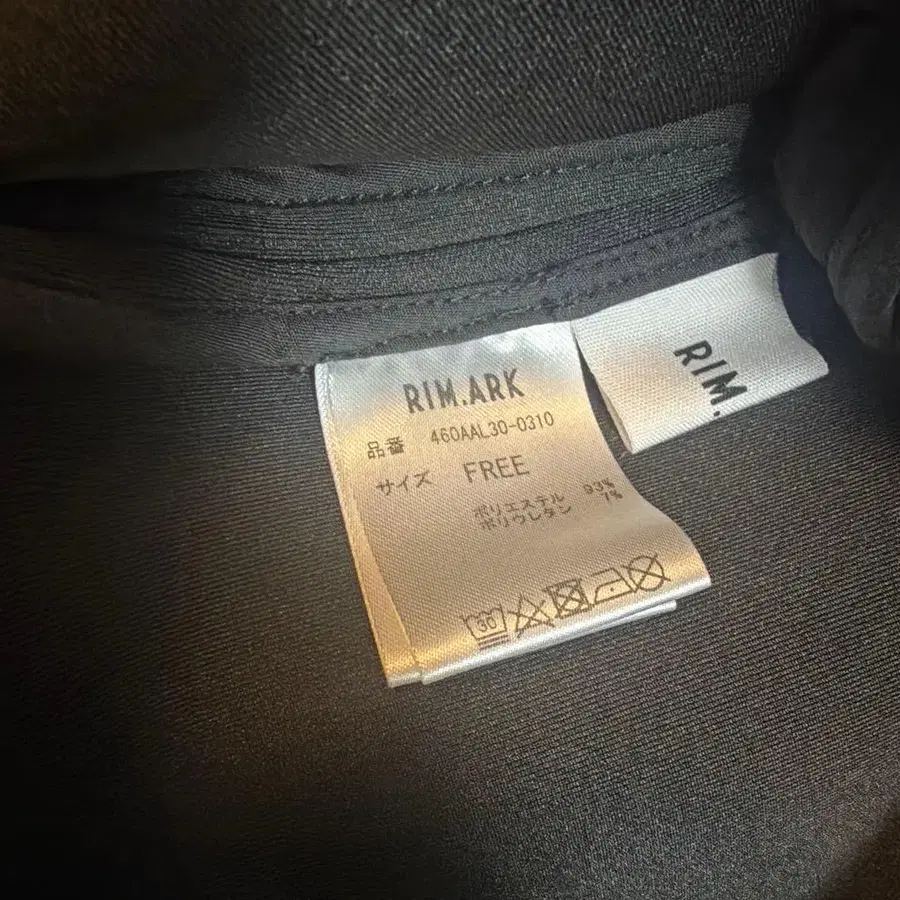 RIM.ARK
品番 460AAL30-0310
サイズ FREE
ポリエステル 93%
ポリウレタン 7%
30
RIM.